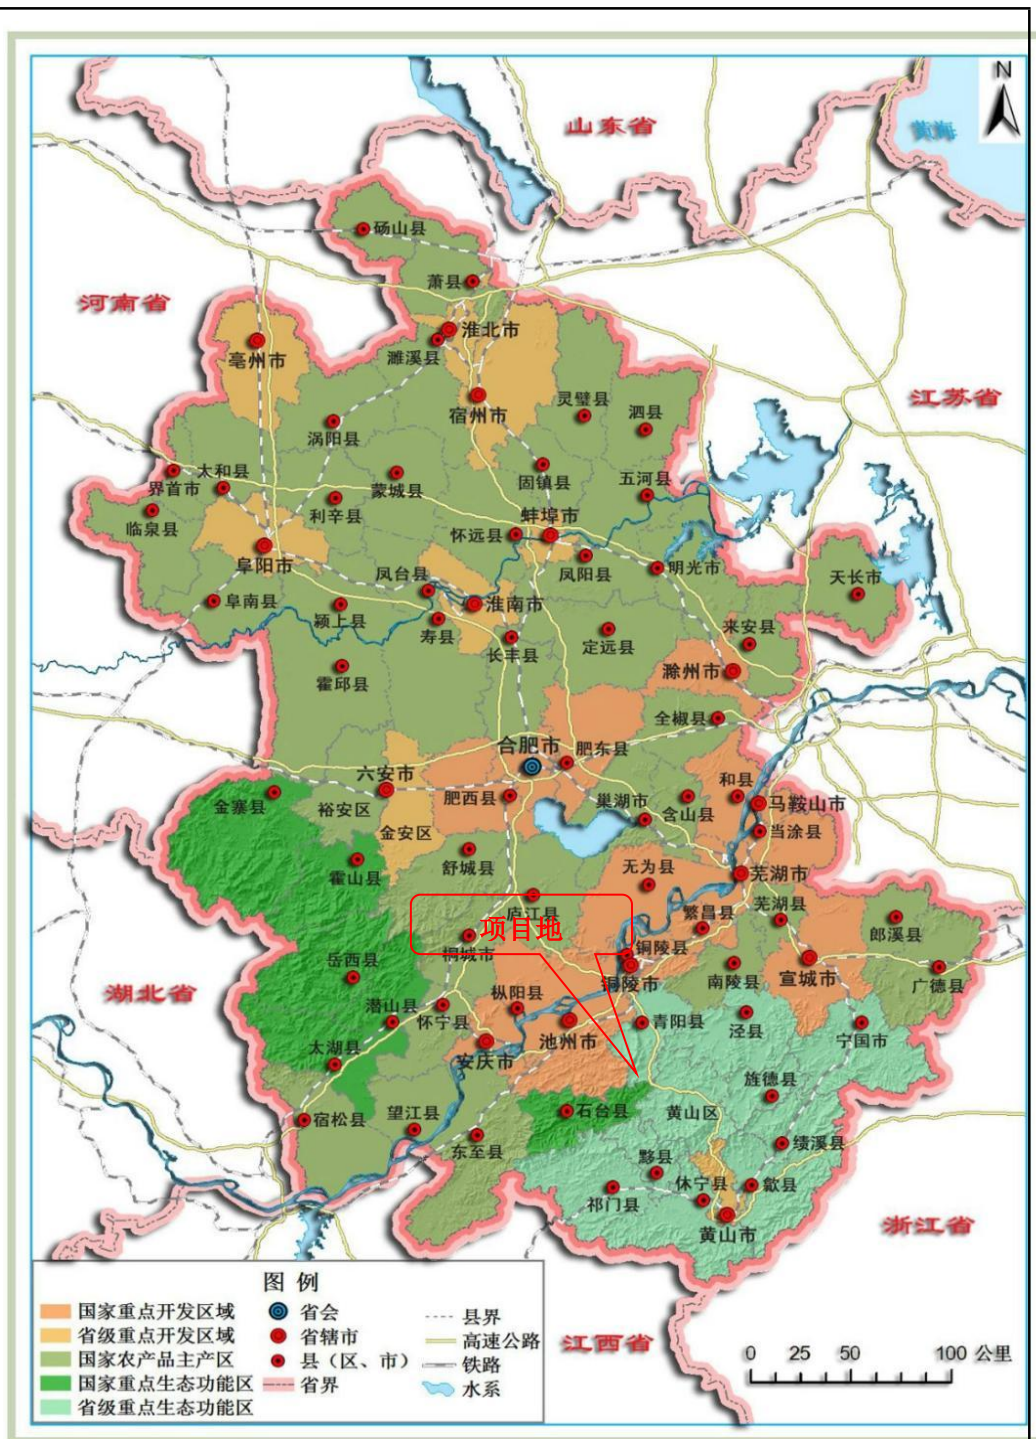 N
山东省
黄海
砀山县
萧县
河南省
淮北市
亳州市
濉溪县
江苏省
灵璧县
泗县
宿州市
涡阳县
太和县
界首市
蒙城县
固镇县
五河县
临泉县
利辛县
蚌埠市
怀远县
阜阳市
凤台县
凤阳县
明光市
天长市
阜南县
颍上县
淮南市
寿县
长丰县
定远县
来安县
霍邱县
滁州市
全椒县
合肥市
肥东县
六安市
金寨县
裕安区
肥西县
巢湖市
和县
含山县
马鞍山市
金安区
当涂县
霍山县
舒城县
无为县
芜湖市
庐江县
繁昌县
芜湖县
项目地
郎溪县
桐城市
铜陵县
岳西县
铜陵市
南陵县
宣城市
广德县
湖北省
潜山县
怀宁县
枞阳县
青阳县
泾县
池州市
宁国市
太湖县
安庆市
旌德县
宿松县
望江县
石台县
黄山区
东至县
绩溪县
黟县
休宁县
歙县
祁门县
黄山市
浙江省
图 例
国家重点开发区域
省会
县界
省级重点开发区域
省辖市
高速公路
国家农产品主产区
县（区、市）
铁路
国家重点生态功能区
省界
水系
省级重点生态功能区
江西省
0 25 50 100 公里